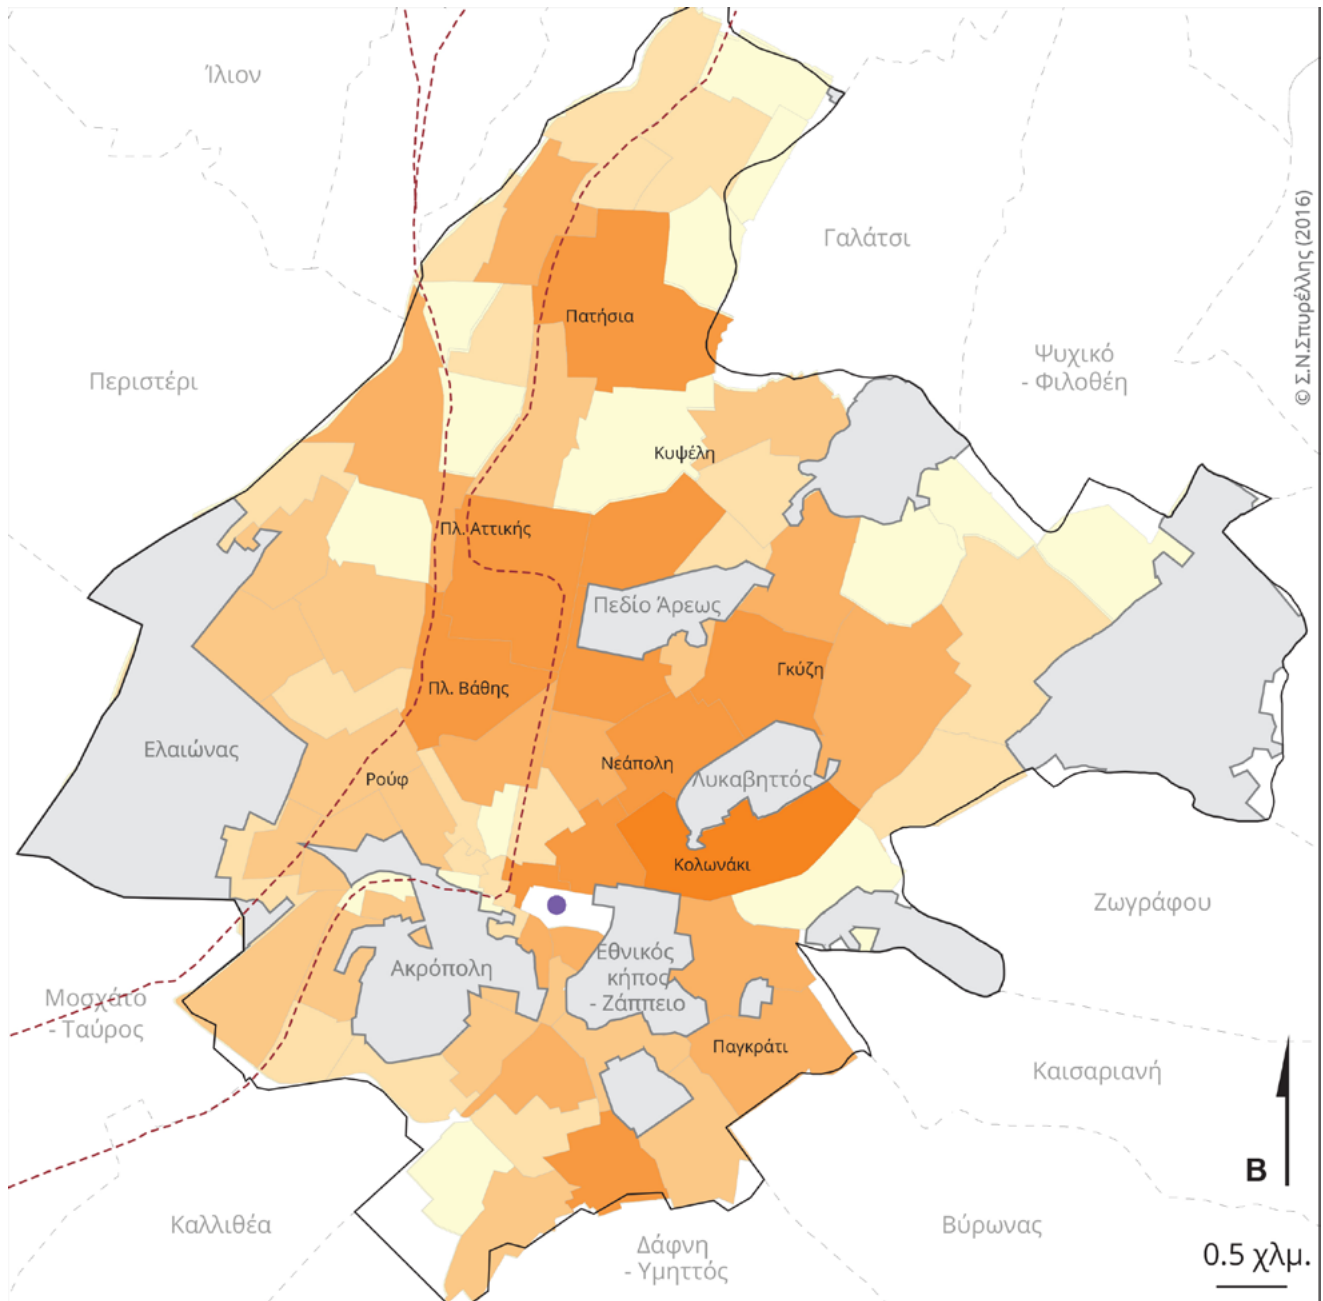 Ίλιον
Γαλάτσι
© Σ.Ν.Σπυρέλλης (2016)
Πατήσια
Ψυχικό
- Φιλοθέη
Περιστέρι
Κυψέλη
Πλ. Αττικής
Πεδίο Άρεως
Γκύζη
Πλ. Βάθης
Ελαιώνας
Νεάπολη
Ρούφ
Λυκαβηττός
Κολωνάκι
Ζωγράφου
Ακρόπολη
Εθνικός
κήπος
- Ζάππειο
Μοσχάτο
- Ταύρος
Παγκράτι
Καισαριανή
Β
Καλλιθέα
Βύρωνας
Δάφνη
- Υμηττός
0.5 χλμ.